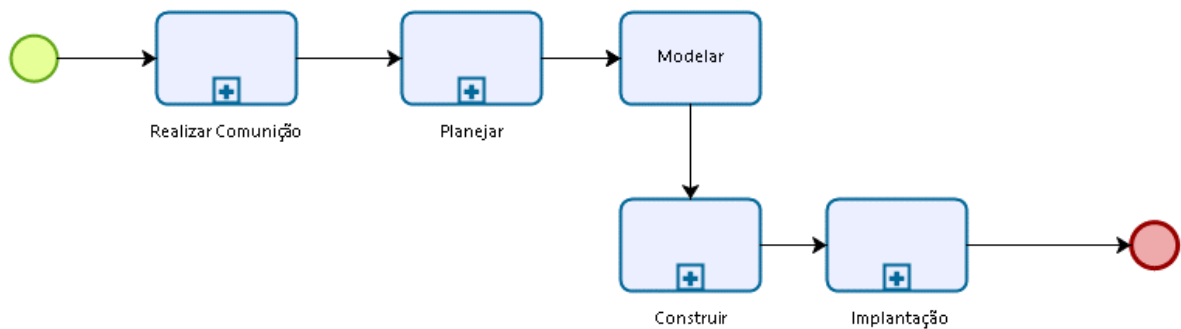 Modelar
Realizar Comunição
Planejar
Construir
Implantação